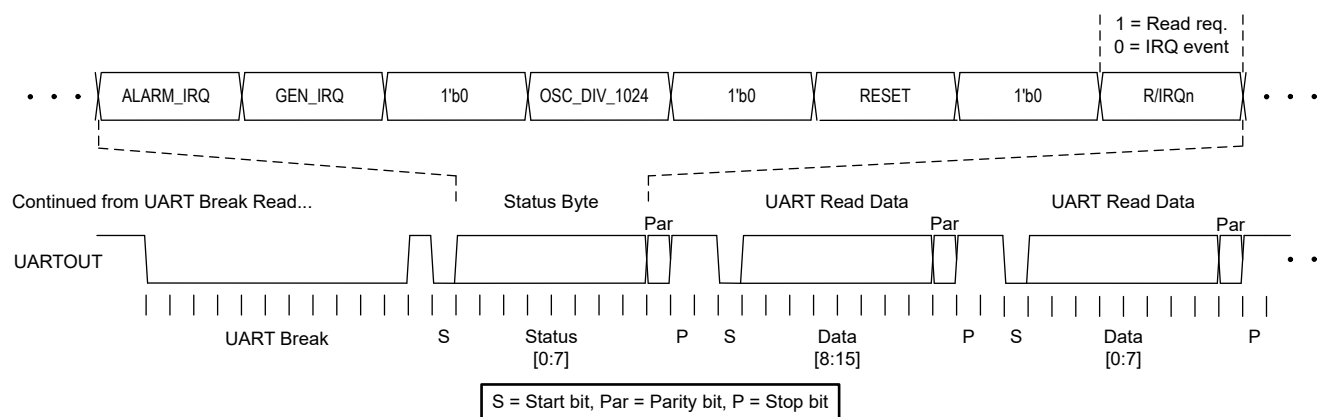 1 = Read req.
0 = IRQ event
• • • ALARM_IRQ GEN_IRQ 1'b0 OSC_DIV_1024 1'b0 RESET 1'b0 R/IRQn • • •
Continued from UART Break Read... Status Byte UART Read Data UART Read Data
Par Par Par
UARTOUT • •
UART Break S Status P S Data P S Data P
[0:7] [8:15] [0:7]
S = Start bit, Par = Parity bit, P = Stop bit